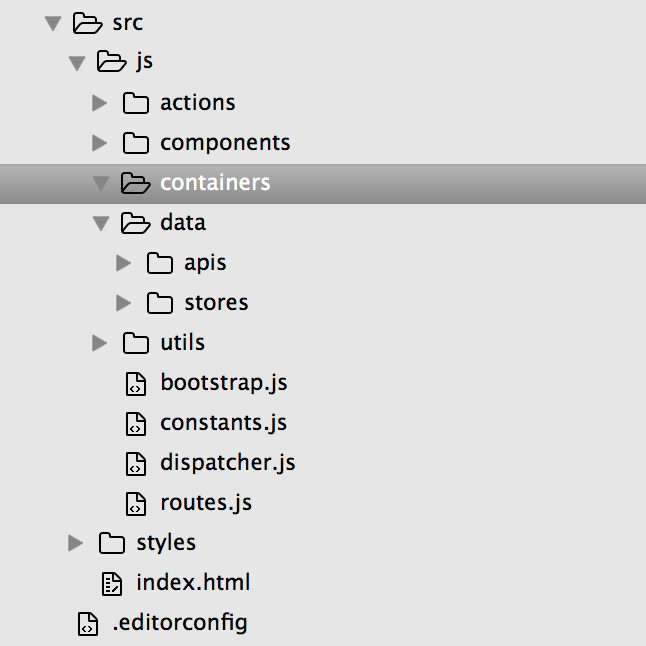 src
js
actions
components
containers
data
apis
stores
utils
bootstrap.js
constants.js
dispatcher.js
routes.js
styles
index.html
.editorconfig